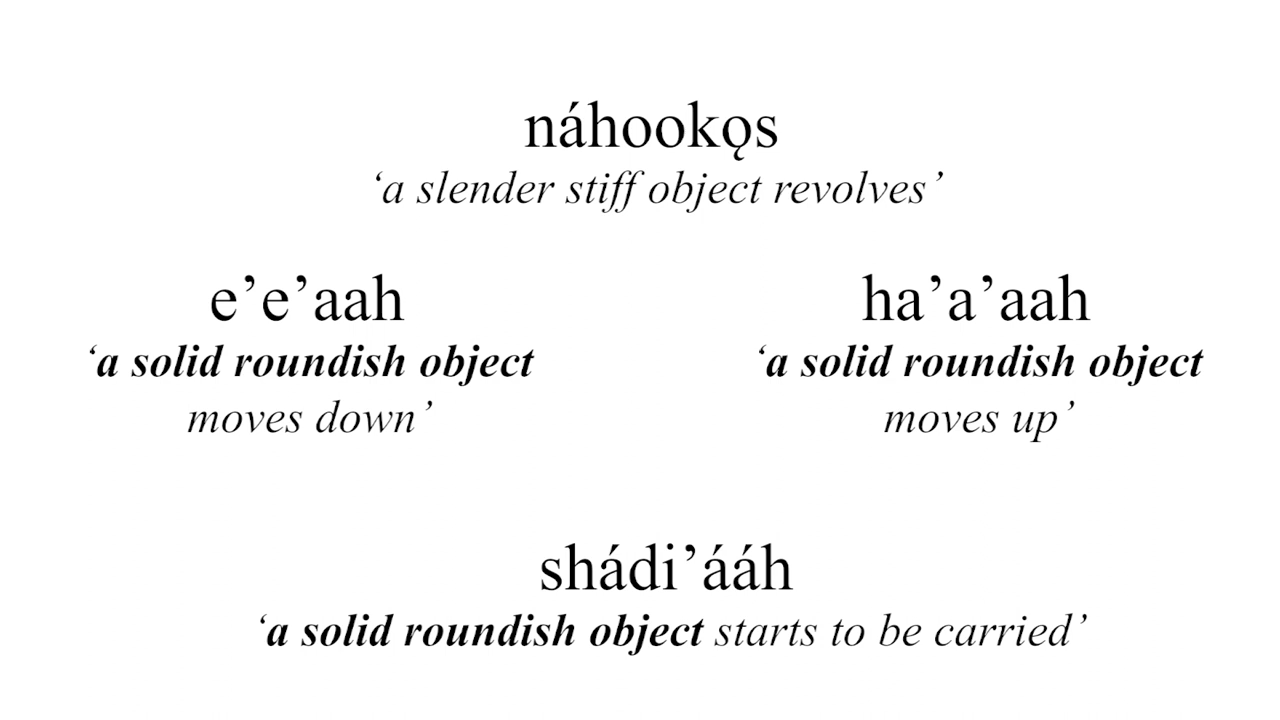 náhookǫs
‘a slender stiff object revolves’
e’e’aah
‘a solid roundish object
moves down’
ha’a’aah
‘a solid roundish object
moves up’
shádi’ááh
‘a solid roundish object starts to be carried’